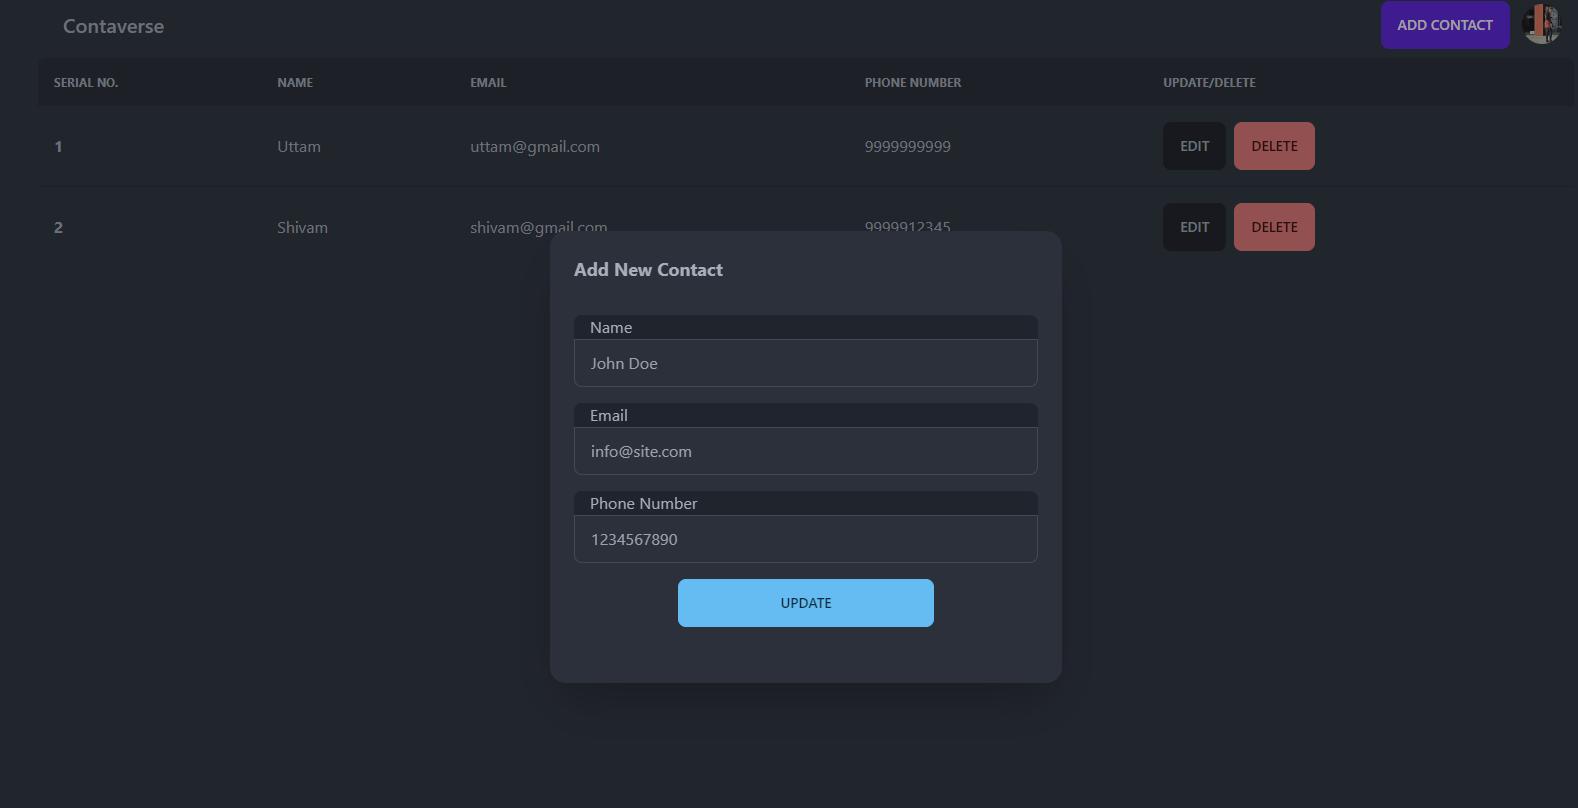 Contaverse ADD CONTACT
SERIAL NO. NAME EMAIL PHONE NUMBER UPDATE/DELETE
1 Uttam uttam@gmail.com 9999999999 EDIT DELETE
2 Shivam shivam@gmail.com 9999912345 EDIT DELETE
Add New Contact
Name
John Doe
Email
info@site.com
Phone Number
1234567890
UPDATE